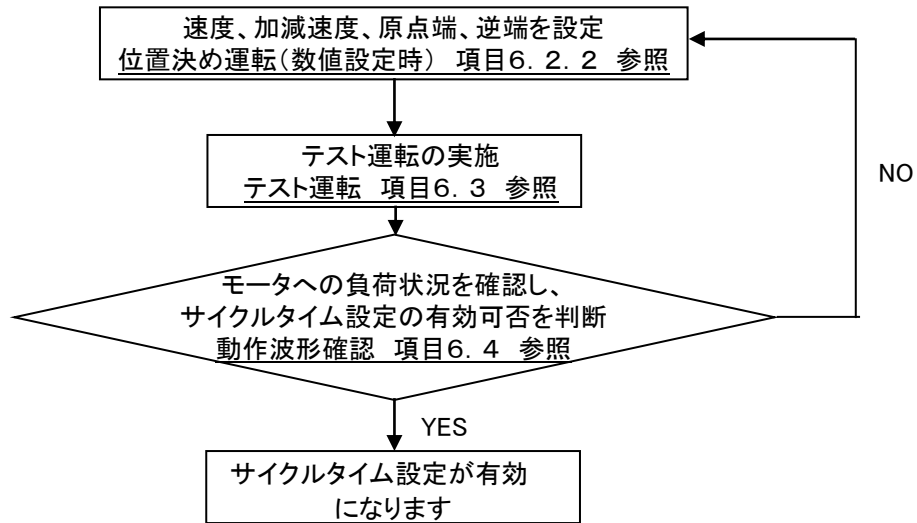 速度、加減速度、原点端、逆端を設定
位置決め運転(数値設定時) 項目6.2.2 参照
テスト運転の実施
テスト運転 項目6.3 参照
NO
モータへの負荷状況を確認し、
サイクルタイム設定の有効可否を判断
動作波形確認 項目6.4 参照
YES
サイクルタイム設定が有効
になります